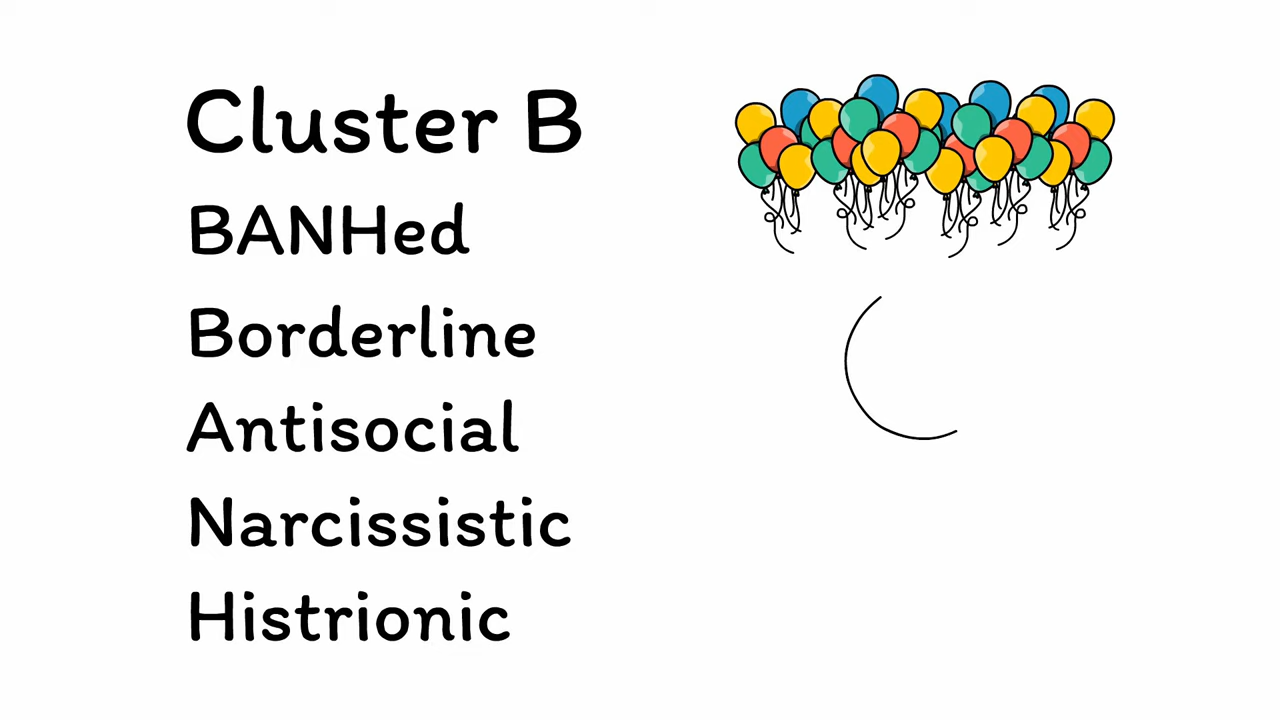 Cluster B
BANHed
Borderline
Antisocial
Narcissistic
Histrionic